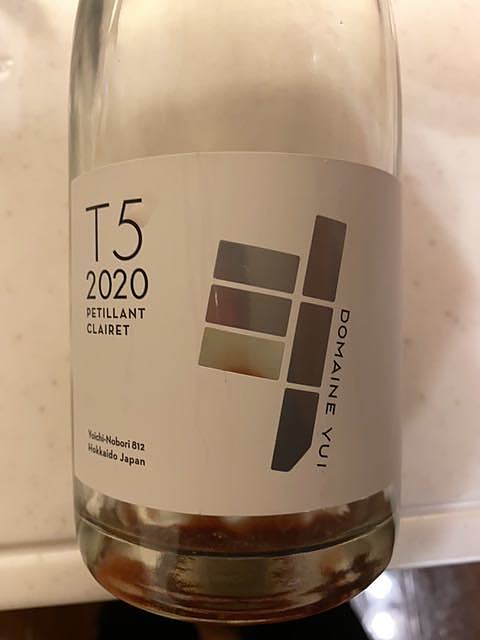 T5
2020
PETILLANT
CLAIRET
DOMAINE YUI
Yoichi-Nobori 812
Hokkaido Japan